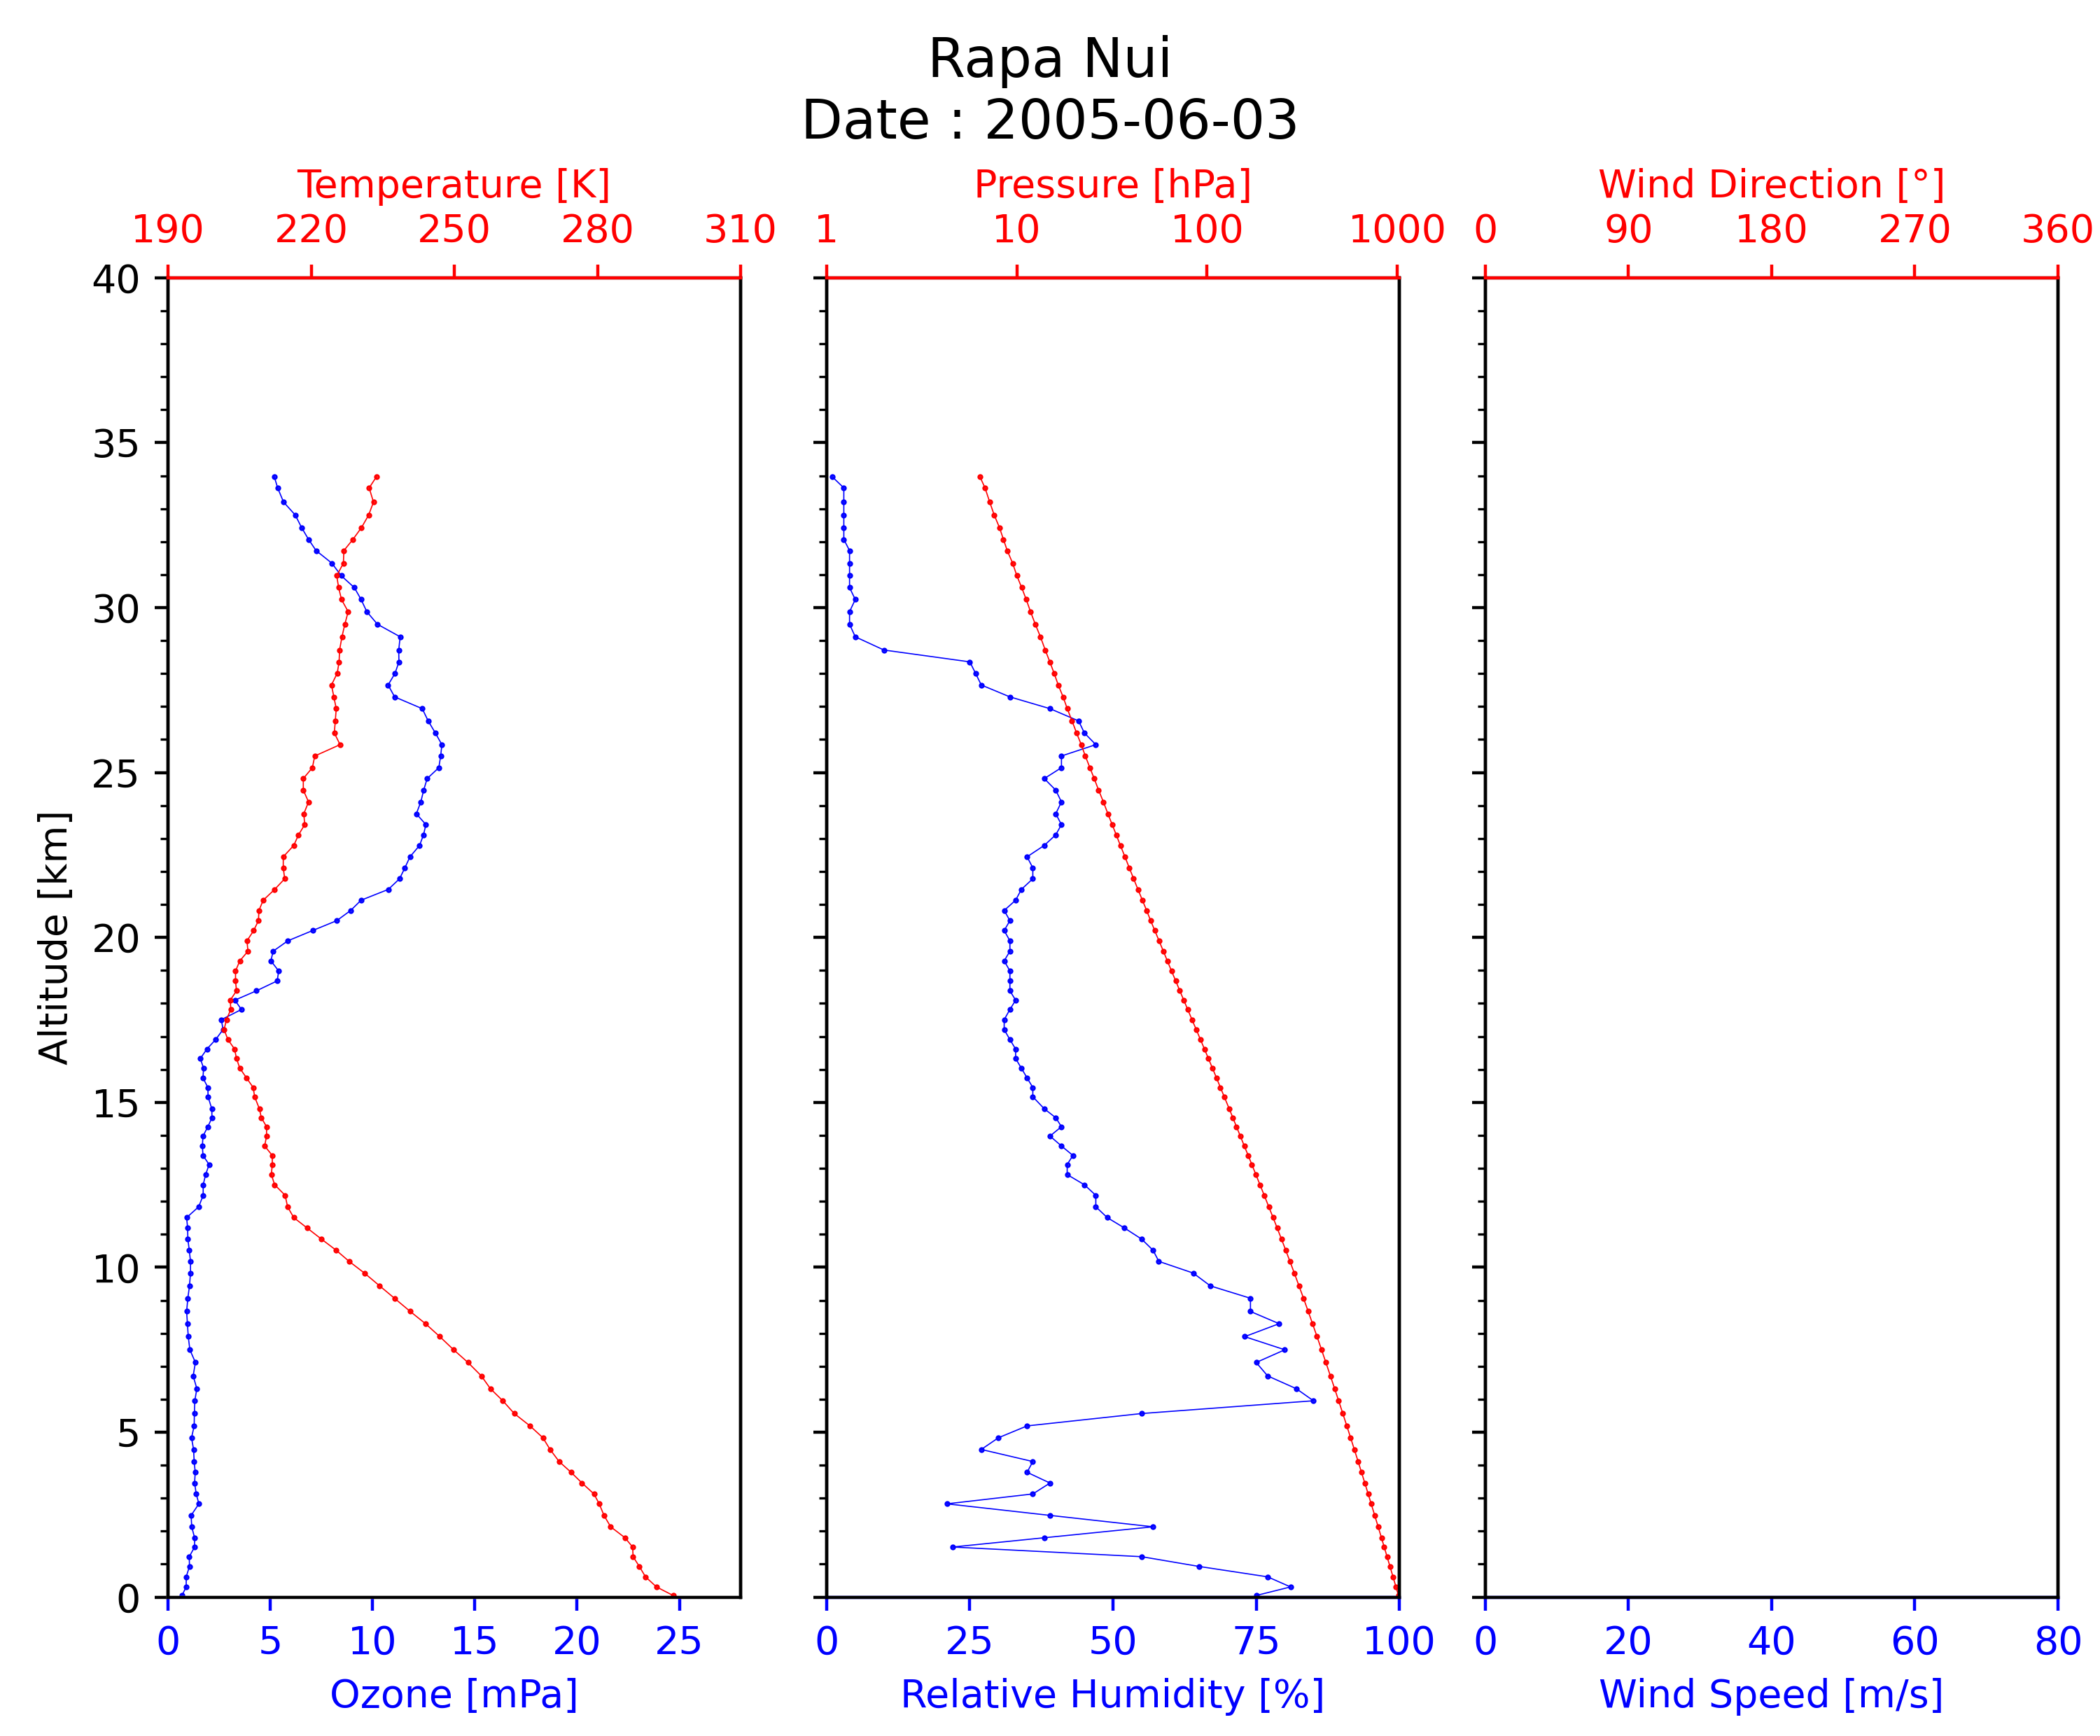 Rapa Nui
Date : 2005-06-03
Temperature [K]
190 220 250 280 310
Pressure [hPa]
1 10 100 1000
Wind Direction [°]
0 90 180 270 360
Altitude [km]
40
35
30
25
20
15
10
5
0
0 5 10 15 20 25
Ozone [mPa]
0 25 50 75 100
Relative Humidity [%]
0 20 40 60 80
Wind Speed [m/s]